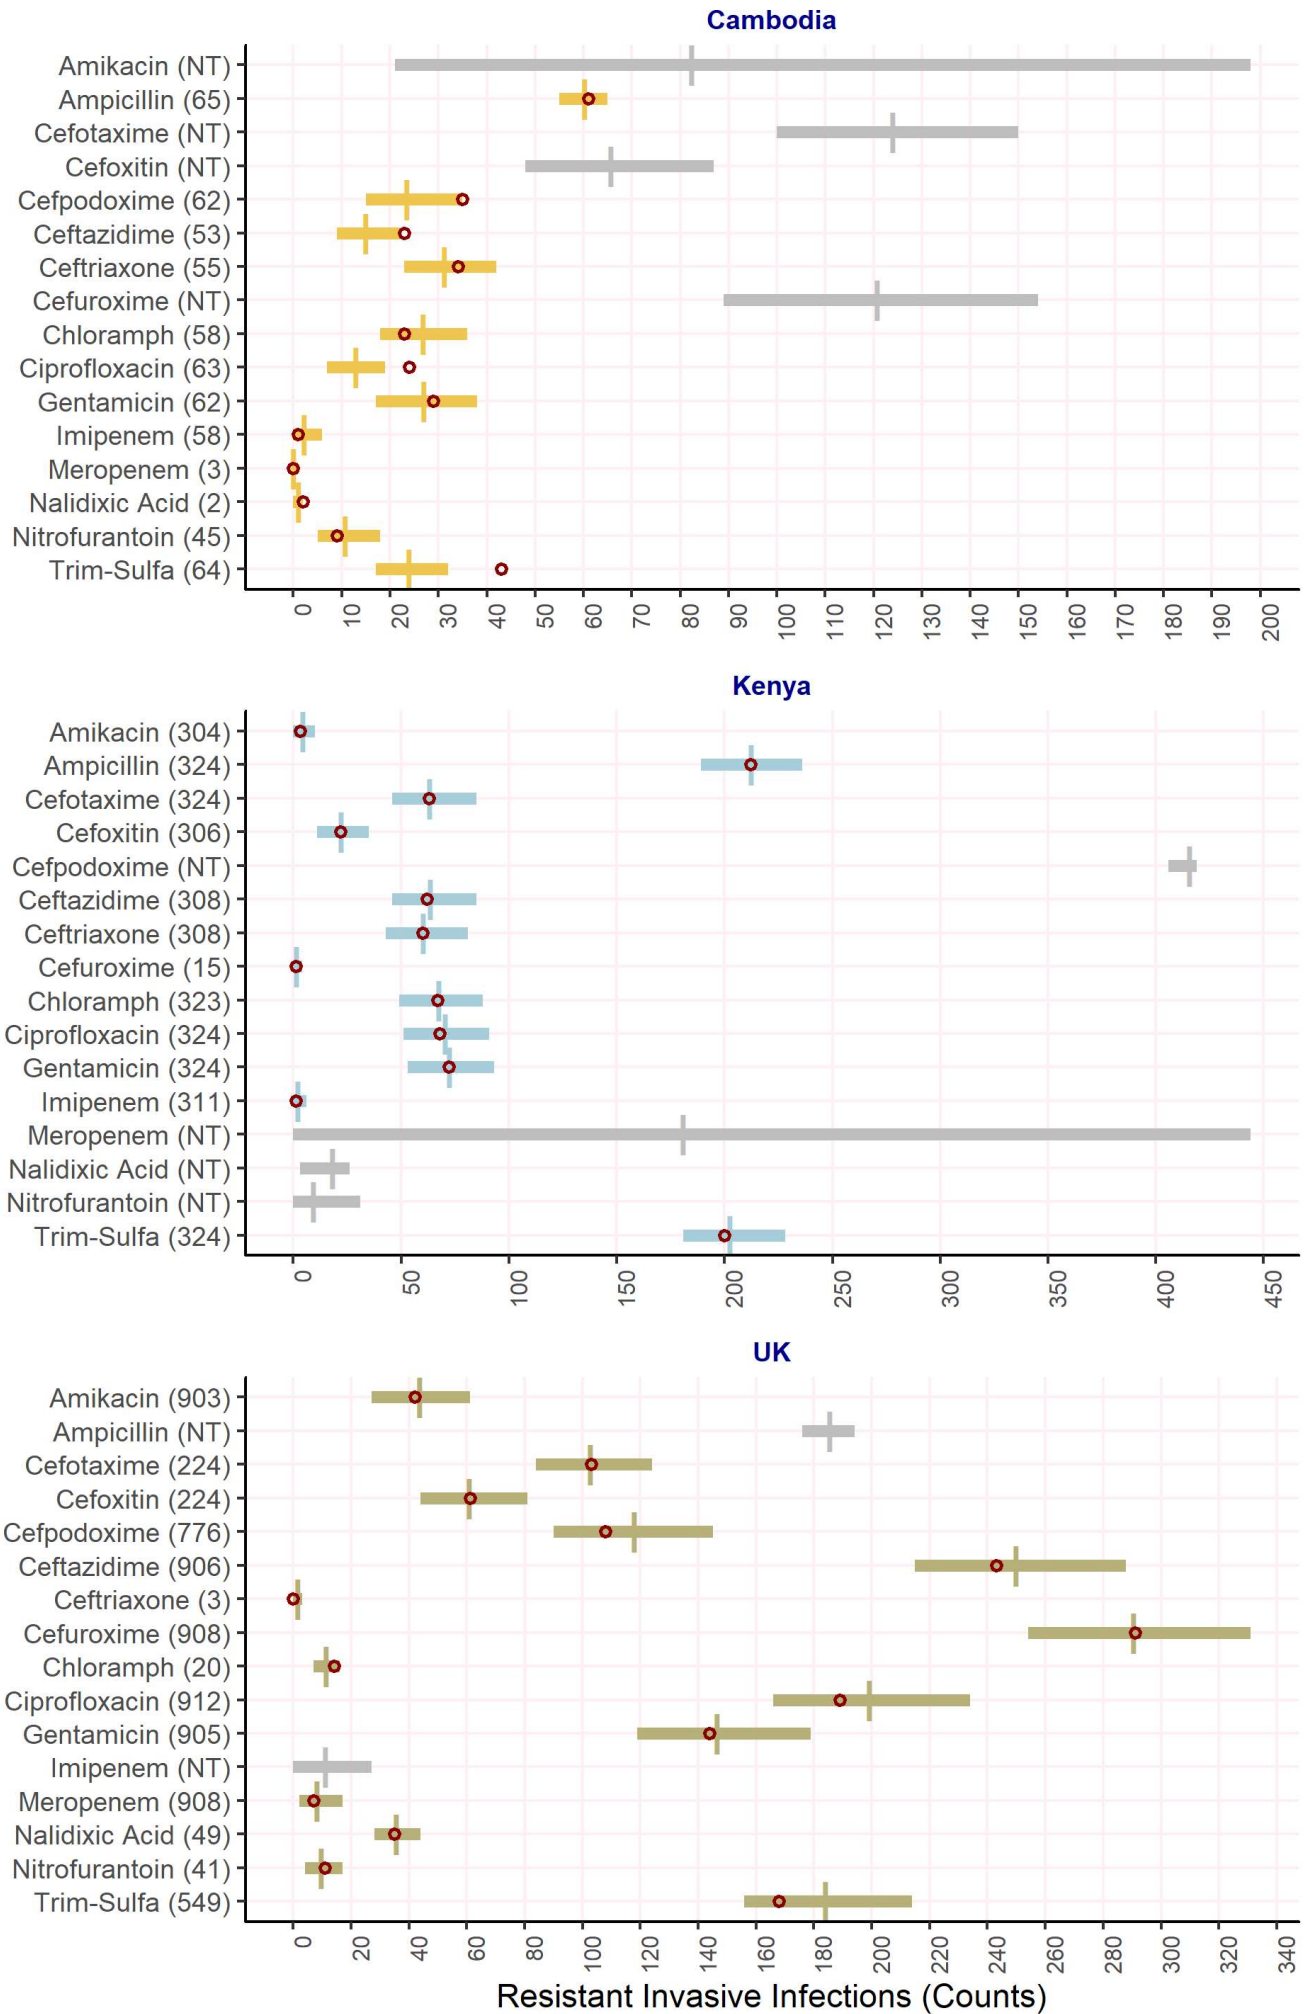 Cambodia
Amikacin (NT)
Ampicillin (65)
Cefotaxime (NT)
Cefoxitin (NT)
Cefpodoxime (62)
Ceftazidime (53)
Ceftriaxone (55)
Cefuroxime (NT)
Chloramph (58)
Ciprofloxacin (63)
Gentamicin (62)
Imipenem (58)
Meropenem (3)
Nalidixic Acid (2)
Nitrofurantoin (45)
Trim-Sulfa (64)
0 10 20 30 40 50 60 70 80 90 100 110 120 130 140 150 160 170 180 190 200
Kenya
Amikacin (304)
Ampicillin (324)
Cefotaxime (324)
Cefoxitin (306)
Cefpodoxime (NT)
Ceftazidime (308)
Ceftriaxone (308)
Cefuroxime (15)
Chloramph (323)
Ciprofloxacin (324)
Gentamicin (324)
Imipenem (311)
Meropenem (NT)
Nalidixic Acid (NT)
Nitrofurantoin (NT)
Trim-Sulfa (324)
0 50 100 150 200 250 300 350 400 450
UK
Amikacin (903)
Ampicillin (NT)
Cefotaxime (224)
Cefoxitin (224)
Cefpodoxime (776)
Ceftazidime (906)
Ceftriaxone (3)
Cefuroxime (908)
Chloramph (20)
Ciprofloxacin (912)
Gentamicin (905)
Imipenem (NT)
Meropenem (908)
Nalidixic Acid (49)
Nitrofurantoin (41)
Trim-Sulfa (549)
0 20 40 60 80 100 120 140 160 180 200 220 240 260 280 300 320 340
Resistant Invasive Infections (Counts)